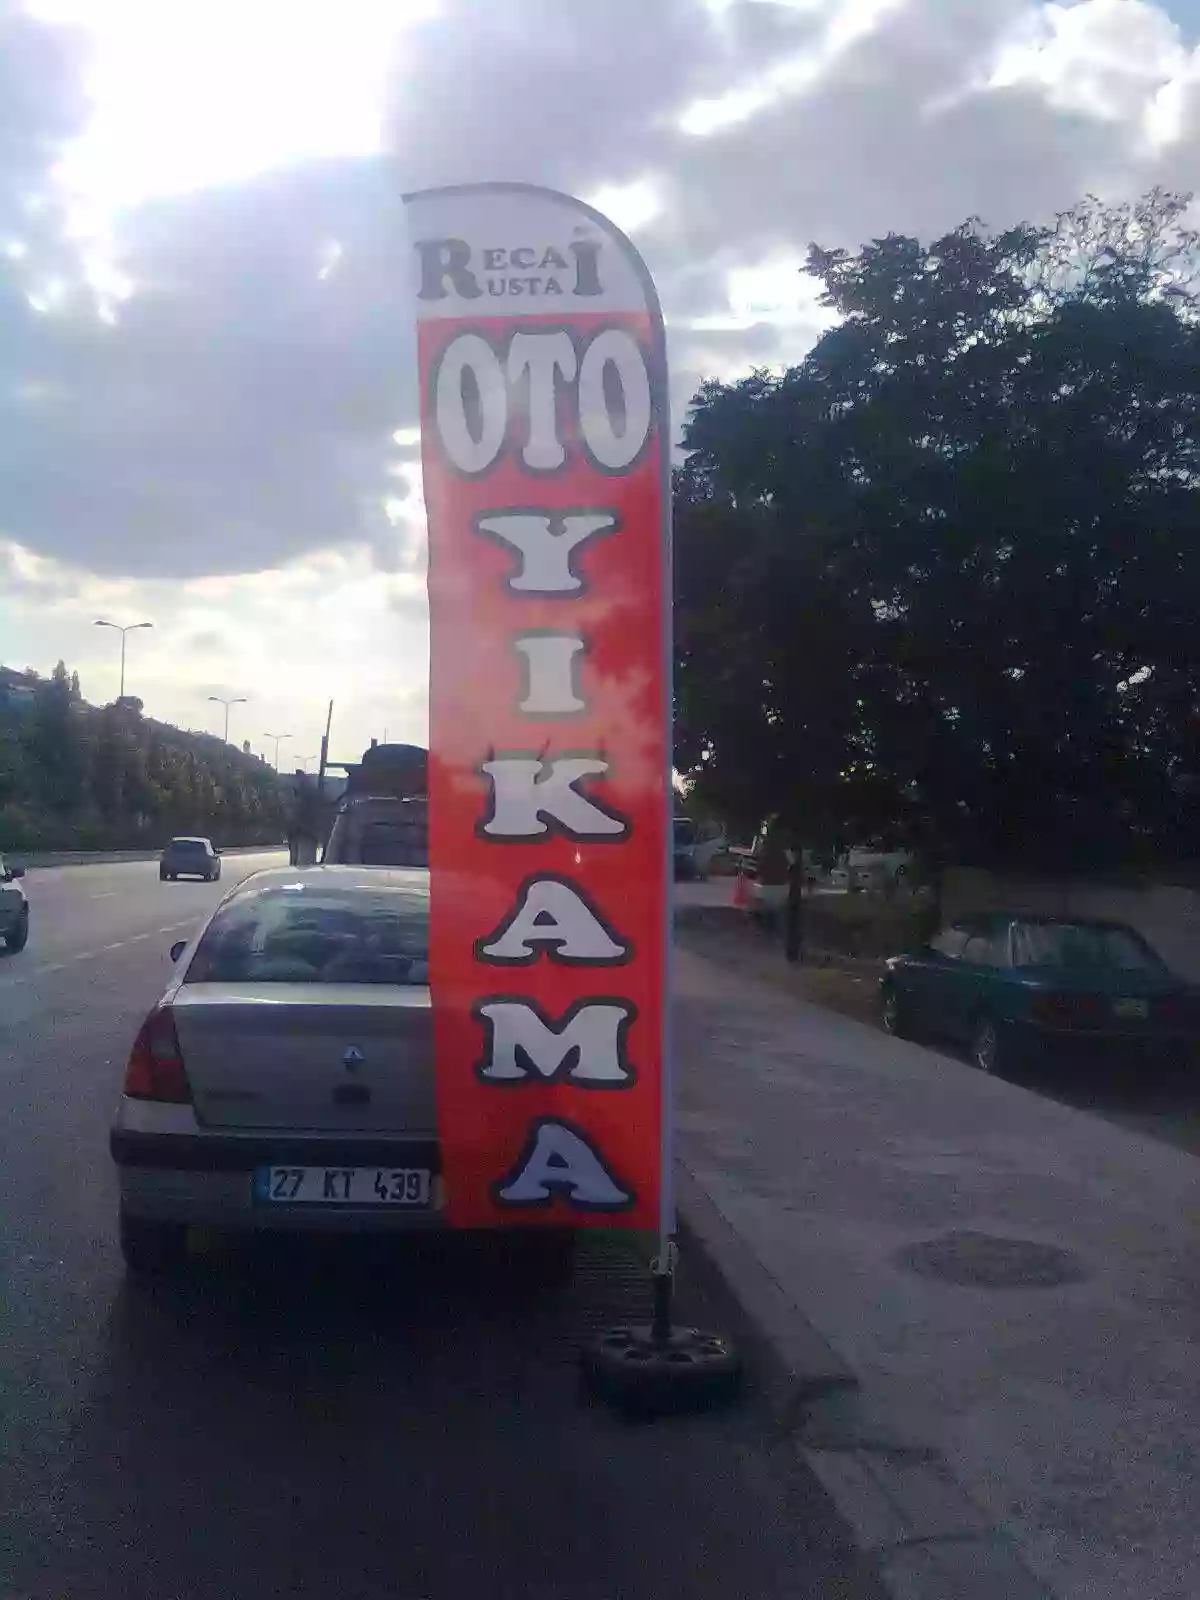 RECAİ
USTA
OTO
YIKAMA
27 KT 439